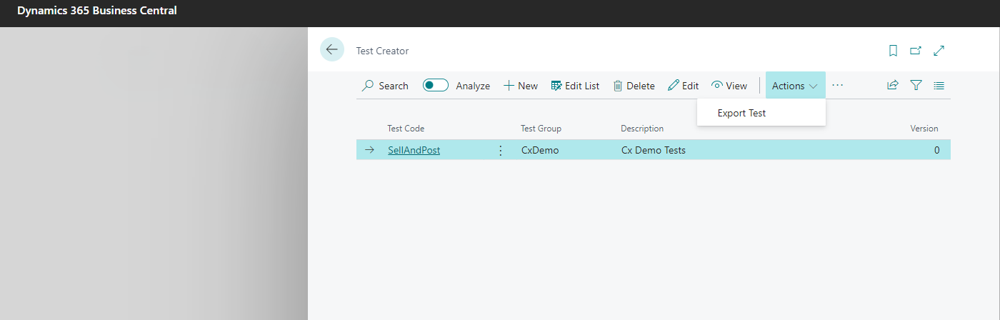 Dynamics 365 Business Central
Test Creator
Search Analyze New Edit List Delete Edit View Actions
Export Test
Test Code Test Group Description Version
SellAndPost CxDemo Cx Demo Tests 0